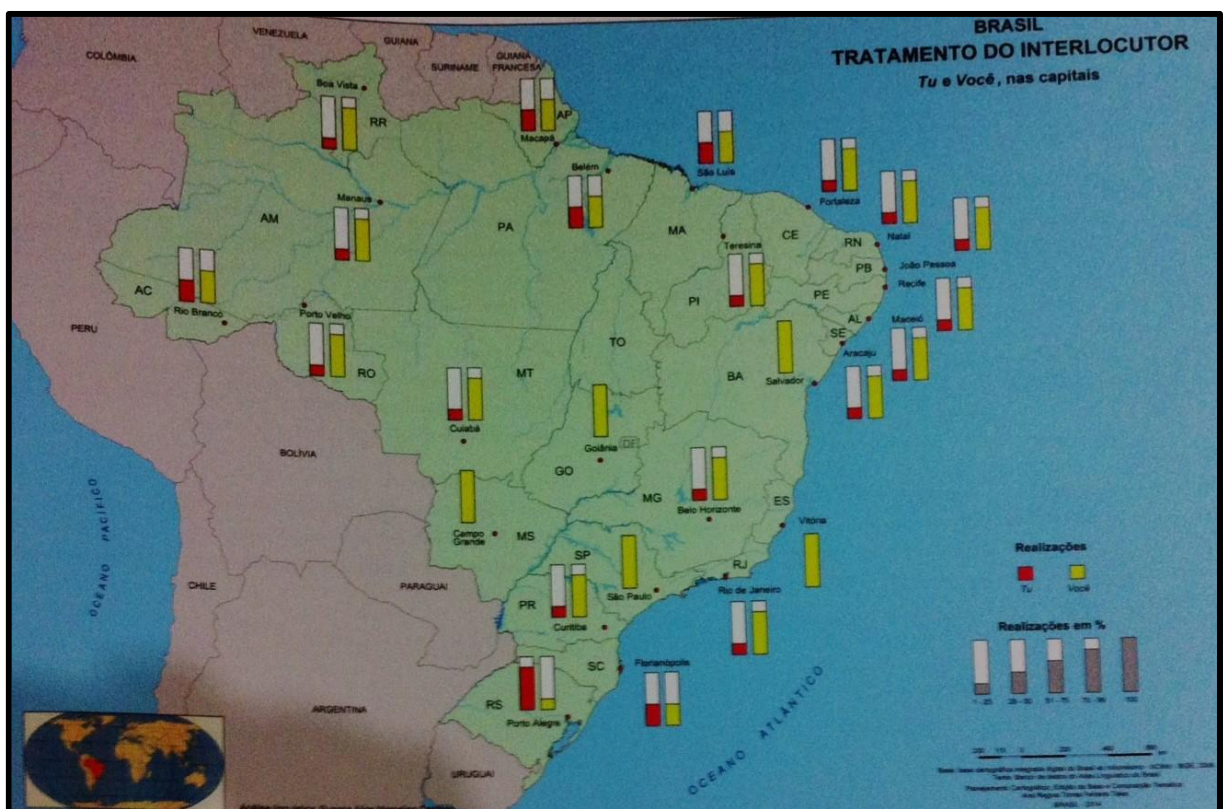 BRASIL
TRATAMENTO DO INTERLOCUTOR
Tu e Você, nas capitais
VENEZUELA
COLÔMBIA
GUIANA
SURINAME
GUIANA
FRANCESA
Boa Vista
RR
AP
Macapá
Belém
São Luís
Fortaleza
Manaus
AM
PA
MA
Teresina
CE
RN
Natal
PB
João Pessoa
AC
Rio Branco
Porto Velho
PI
PE
Recife
AL
Maceió
SE
Aracaju
PERU
RO
MT
TO
BA
Salvador
Cuiabá
Goiânia
DF
BOLÍVIA
GO
MG
Belo Horizonte
ES
Vitória
Campo
Grande
MS
SP
São Paulo
RJ
Rio de Janeiro
OCEANO PACÍFICO
CHILE
PARAGUAI
PR
Curitiba
SC
Florianópolis
RS
Porto Alegre
ARGENTINA
URUGUAI
OCEANO ATLÂNTICO
Realizações
Tu
Você
Realizações em %
100